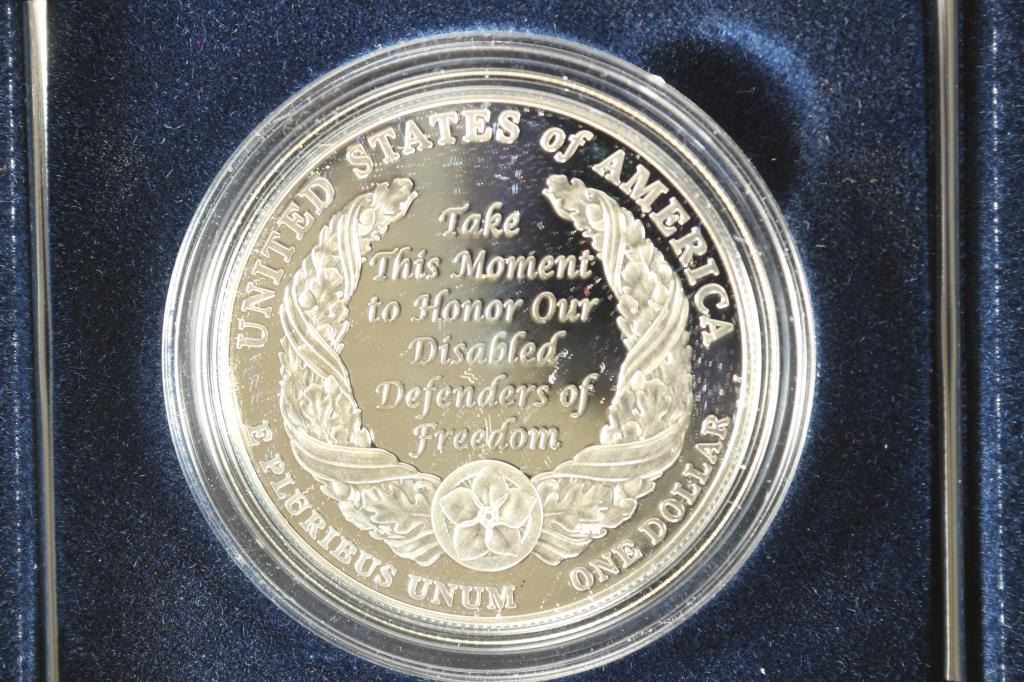 UNITED STATES of AMERICA
Take
This Moment
to Honor Our
Disabled
Defenders of
Freedom
E PLURIBUS UNUM
ONE DOLLAR